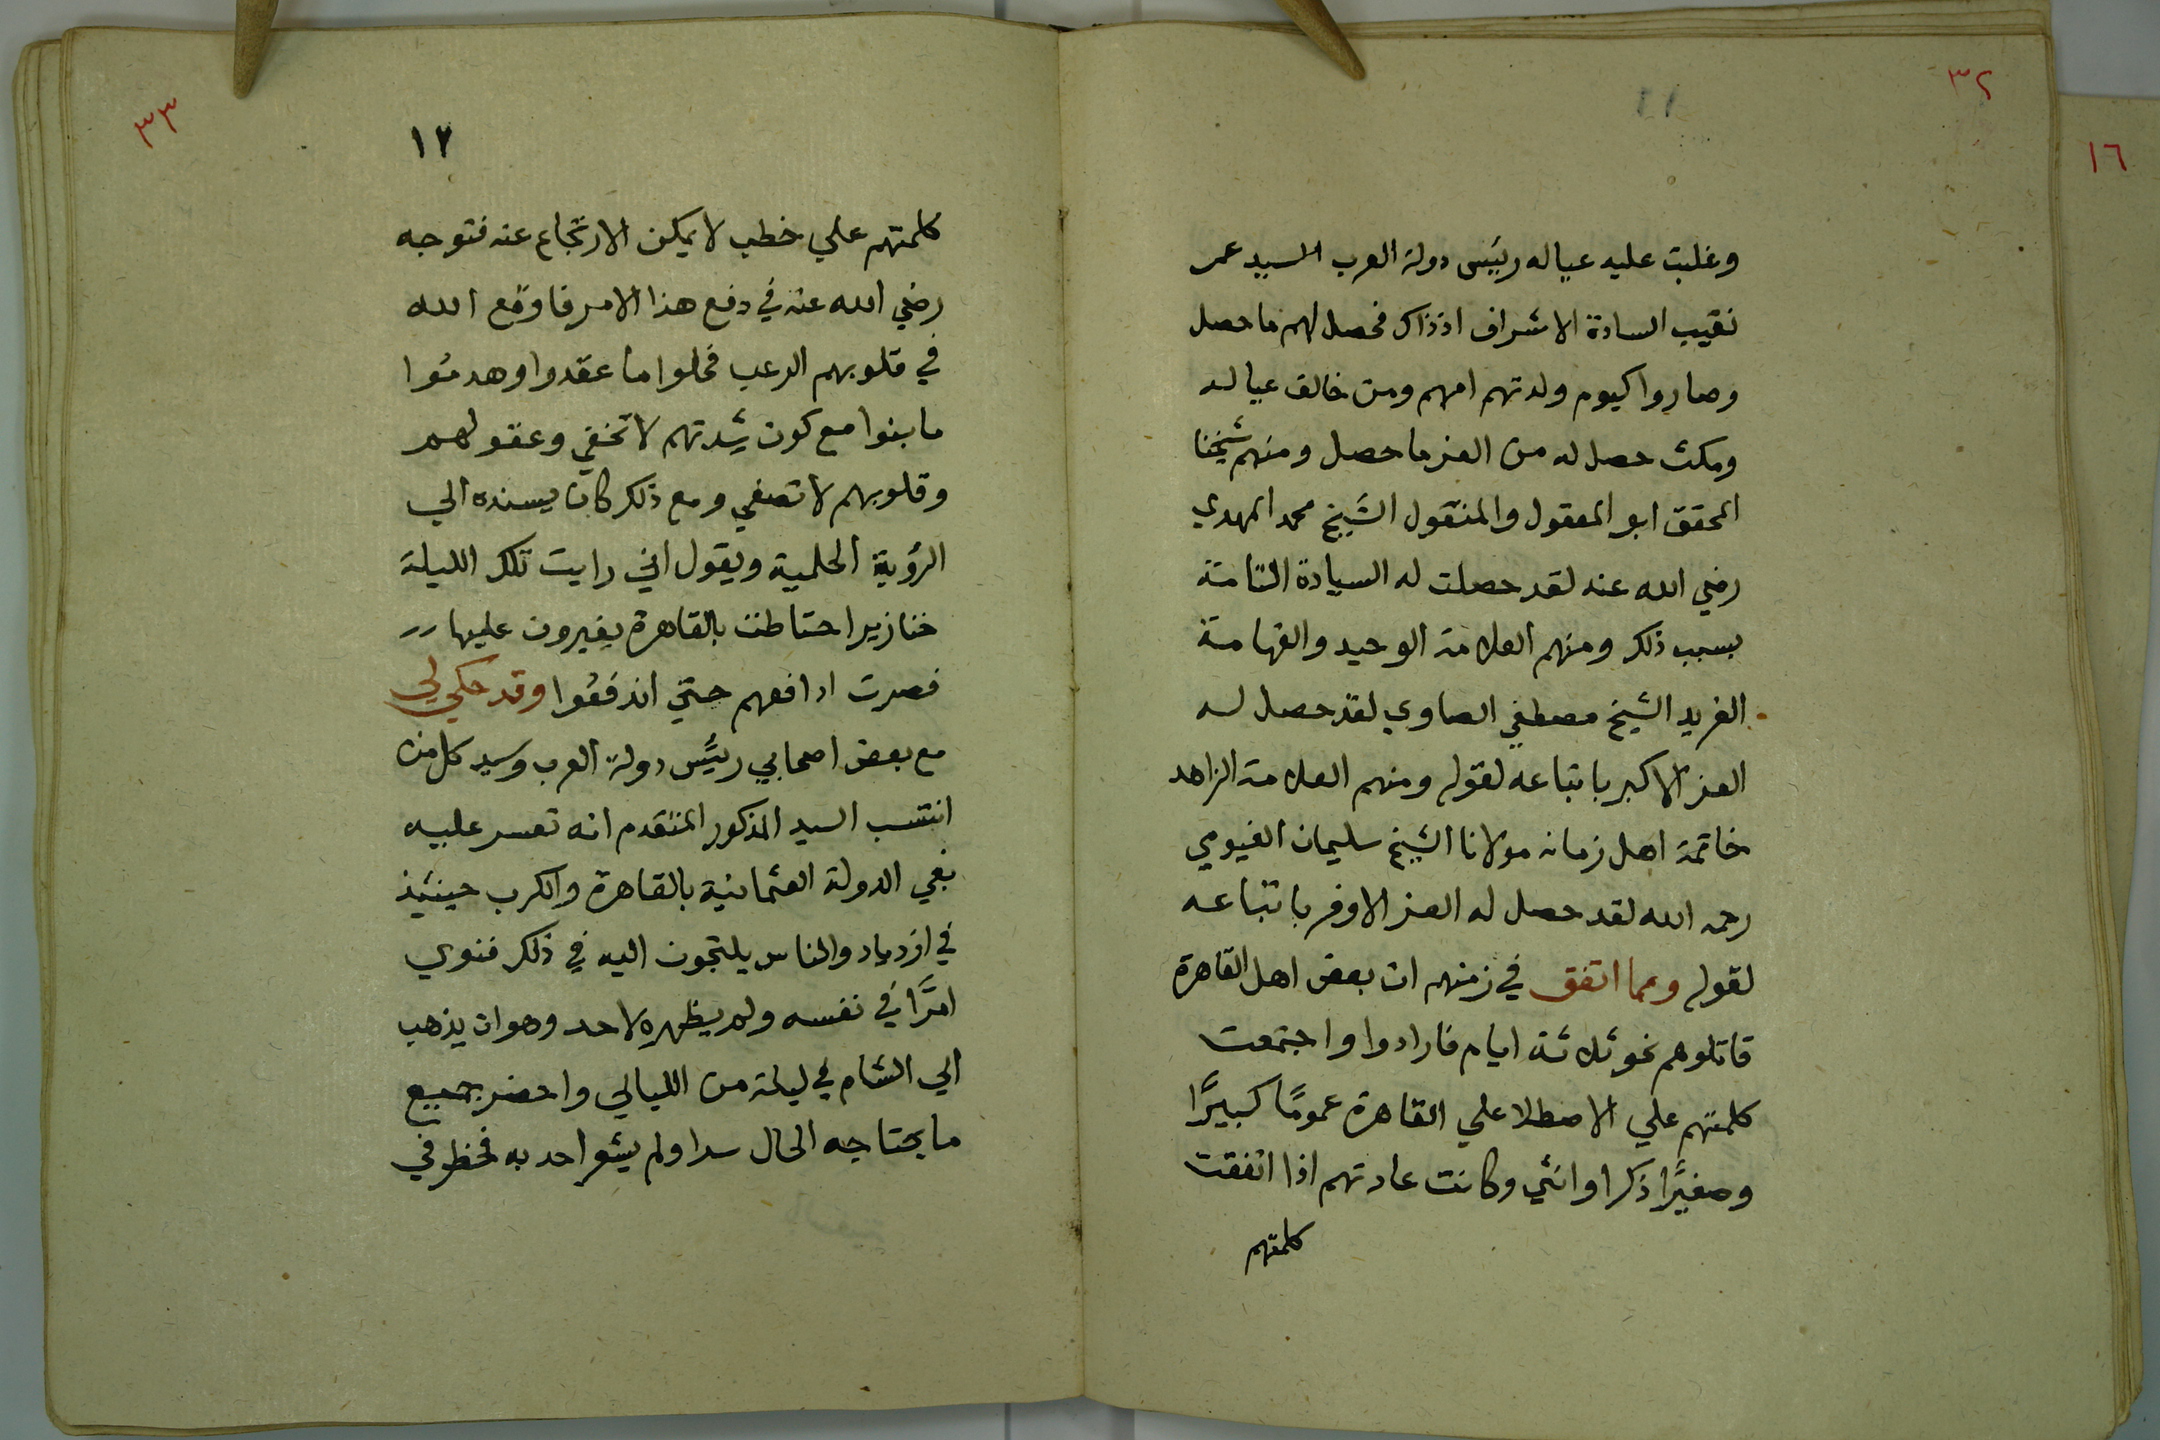 ٣٢
١٦
وغلبت عليه عياله رئيس دولة العرب السيد عمر
نقيب السادة الاشراف اذذاك فحصل لهم ما حصل
وصاروا كيوم ولدتهم امهم ومن خالف عياله
ومكث حصل له من العز ما حصل ومنهم شيخنا
المحقق ابو المعقول والمنقول الشيخ محمد المهدي
رضي الله عنه لقد حصلت له السيادة التامة
بسبب ذلك ومنهم العلامة الوحيد والفهامة
الفريد الشيخ مصطفي الصاوي لقد حصل له
العز الاكبر باتباعه لقوله ومنهم العلامة الزاهد
خاتمة اهل زمانه مولانا الشيخ سليمان الفيومي
رحمه الله لقد حصل له العز الاوفر باتباعه
لقوله ومما اتفق في زمنهم ان بعض اهل القاهرة
قاتلوهم نحو ثلاثة ايام فارادوا واجتمعت
كلمتهم علي الاصطلا علي القاهرة عمومًا كبيرًا
وصغيرًا ذكرا وانثي وكانت عادتهم اذا اتفقت
كلمتهم
٣٣
١٢
كلمتهم علي خطب لا يمكن الارتجاع عنه فتوجه
رضي الله عنه في دفع هذا الامر فاوقع الله
في قلوبهم الرعب فحلوا ما عقدوا وهدموا
ما بنوا مع كون شدتهم لا تخفي وعقولهم
وقلوبهم لا تصغي ومع ذلك كان يسنده الي
الرؤية الحلمية ويقول اني رايت تلك الليلة
خنازير احتاطت بالقاهرة يغيرون عليها
فصرت ادافعهم حتي اندفعوا وقد حكي لي
مع بعض اصحابي رئيس دولة العرب وسيد كل من
انتسب السيد المذكور المتقدم انه تعسر عليه
بغي الدولة العثمانية بالقاهرة والكرب حينئيذ
في ازدياد والناس يلتجون اليه في ذلك فنوي
امرًا في نفسه ولم يظهره لاحد وهو ان يذهب
الي الشام في ليلة من الليالي واحضر جميع
ما يحتاجه الحال سرا ولم يشعر احد به فخطر في